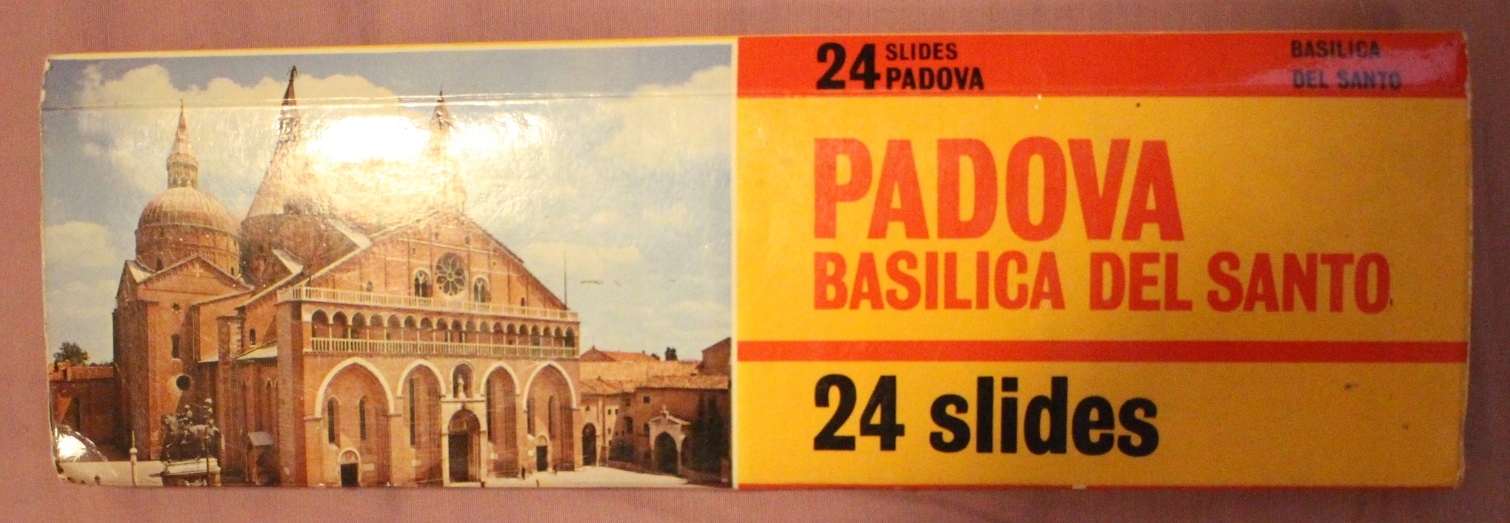 24 SLIDES
PADOVA
BASILICA
DEL SANTO
PADOVA
BASILICA DEL SANTO
24 slides